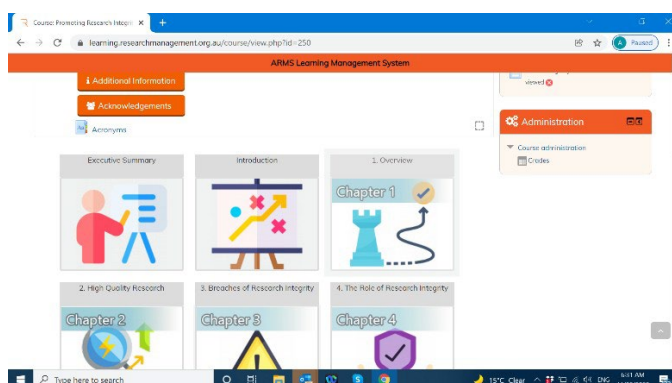 Course: Promoting Research Integri
learning.researchmanagement.org.au/course/view.php?id=250
A
Paused
ARMS Learning Management System
Additional Information
viewed
Acknowledgements
Acronyms
Administration
Course administration
Grades
Executive Summary
Introduction
1. Overview
Chapter 1
2. High Quality Research
3. Breaches of Research Integrity
4. The Role of Research Integrity
Chapter 2
Chapter 3
Chapter 4
Type here to search
15°C Clear
ENG
AM